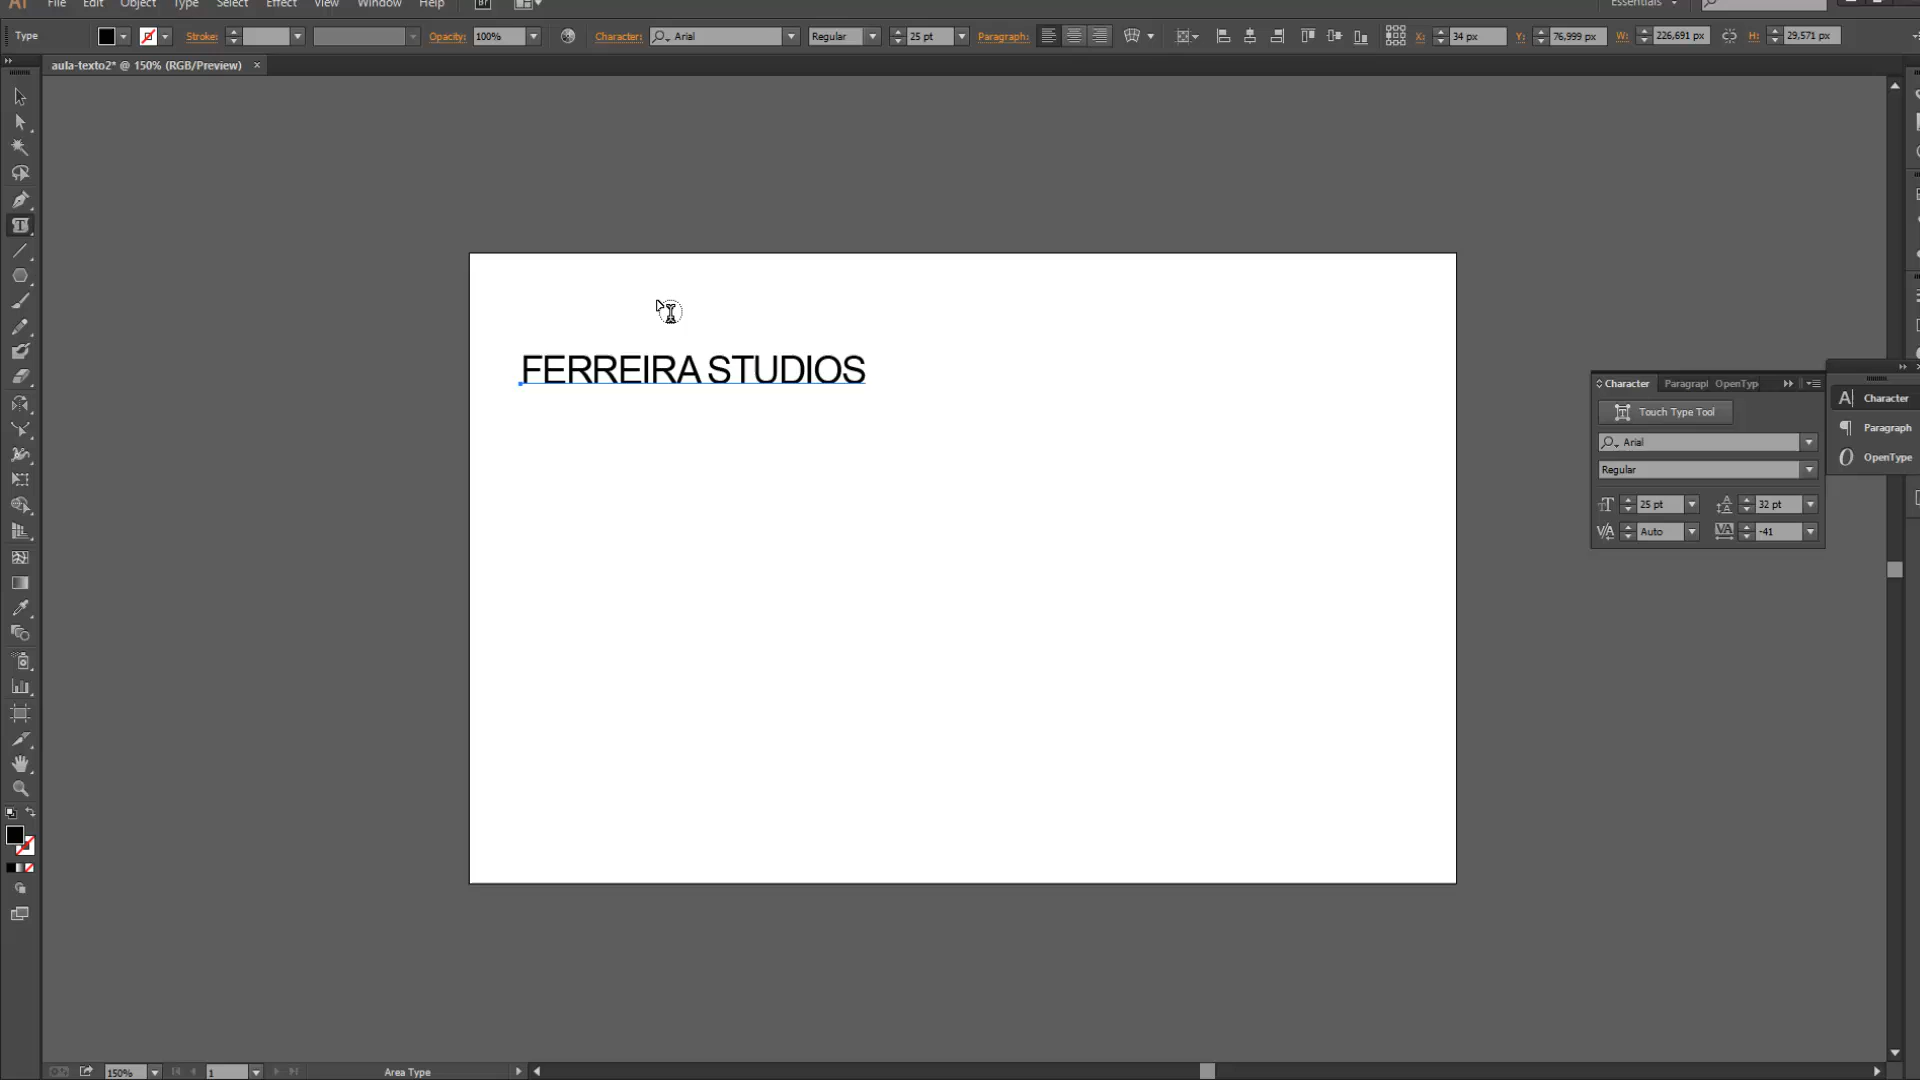 Ai File Edit Object Type Select Effect View Window Help Br Essentials
Type Stroke: Opacity: 100% Character: Arial Regular 25 pt Paragraph: X: 34 px Y: 76,999 px W: 226,691 px H: 29,571 px
aula-texto2* @ 150% (RGB/Preview) ×
FERREIRA STUDIOS
Character Paragrapl OpenTyp
Touch Type Tool
Arial
Regular
25 pt 32 pt
Auto -41
Character
Paragraph
OpenType
150% 1 Area Type